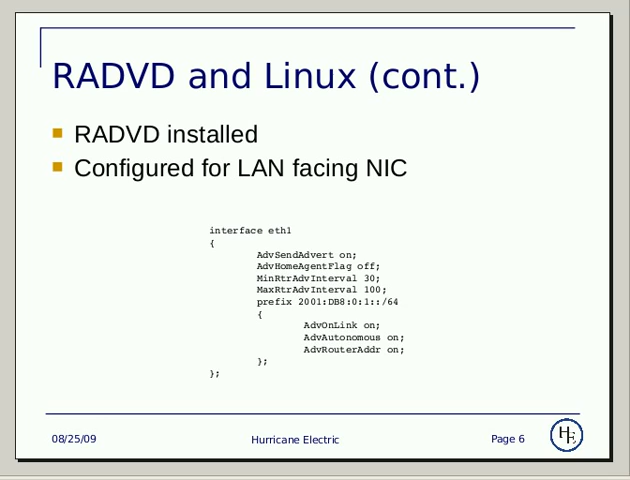 RADVD and Linux (cont.)
RADVD installed
Configured for LAN facing NIC
interface eth1
{
AdvSendAdvert on;
AdvHomeAgentFlag off;
MinRtrAdvInterval 30;
MaxRtrAdvInterval 100;
prefix 2001:DB8:0:1::/64
{
AdvOnLink on;
AdvAutonomous on;
AdvRouterAddr on;
};
};
08/25/09 Hurricane Electric Page 6 HE